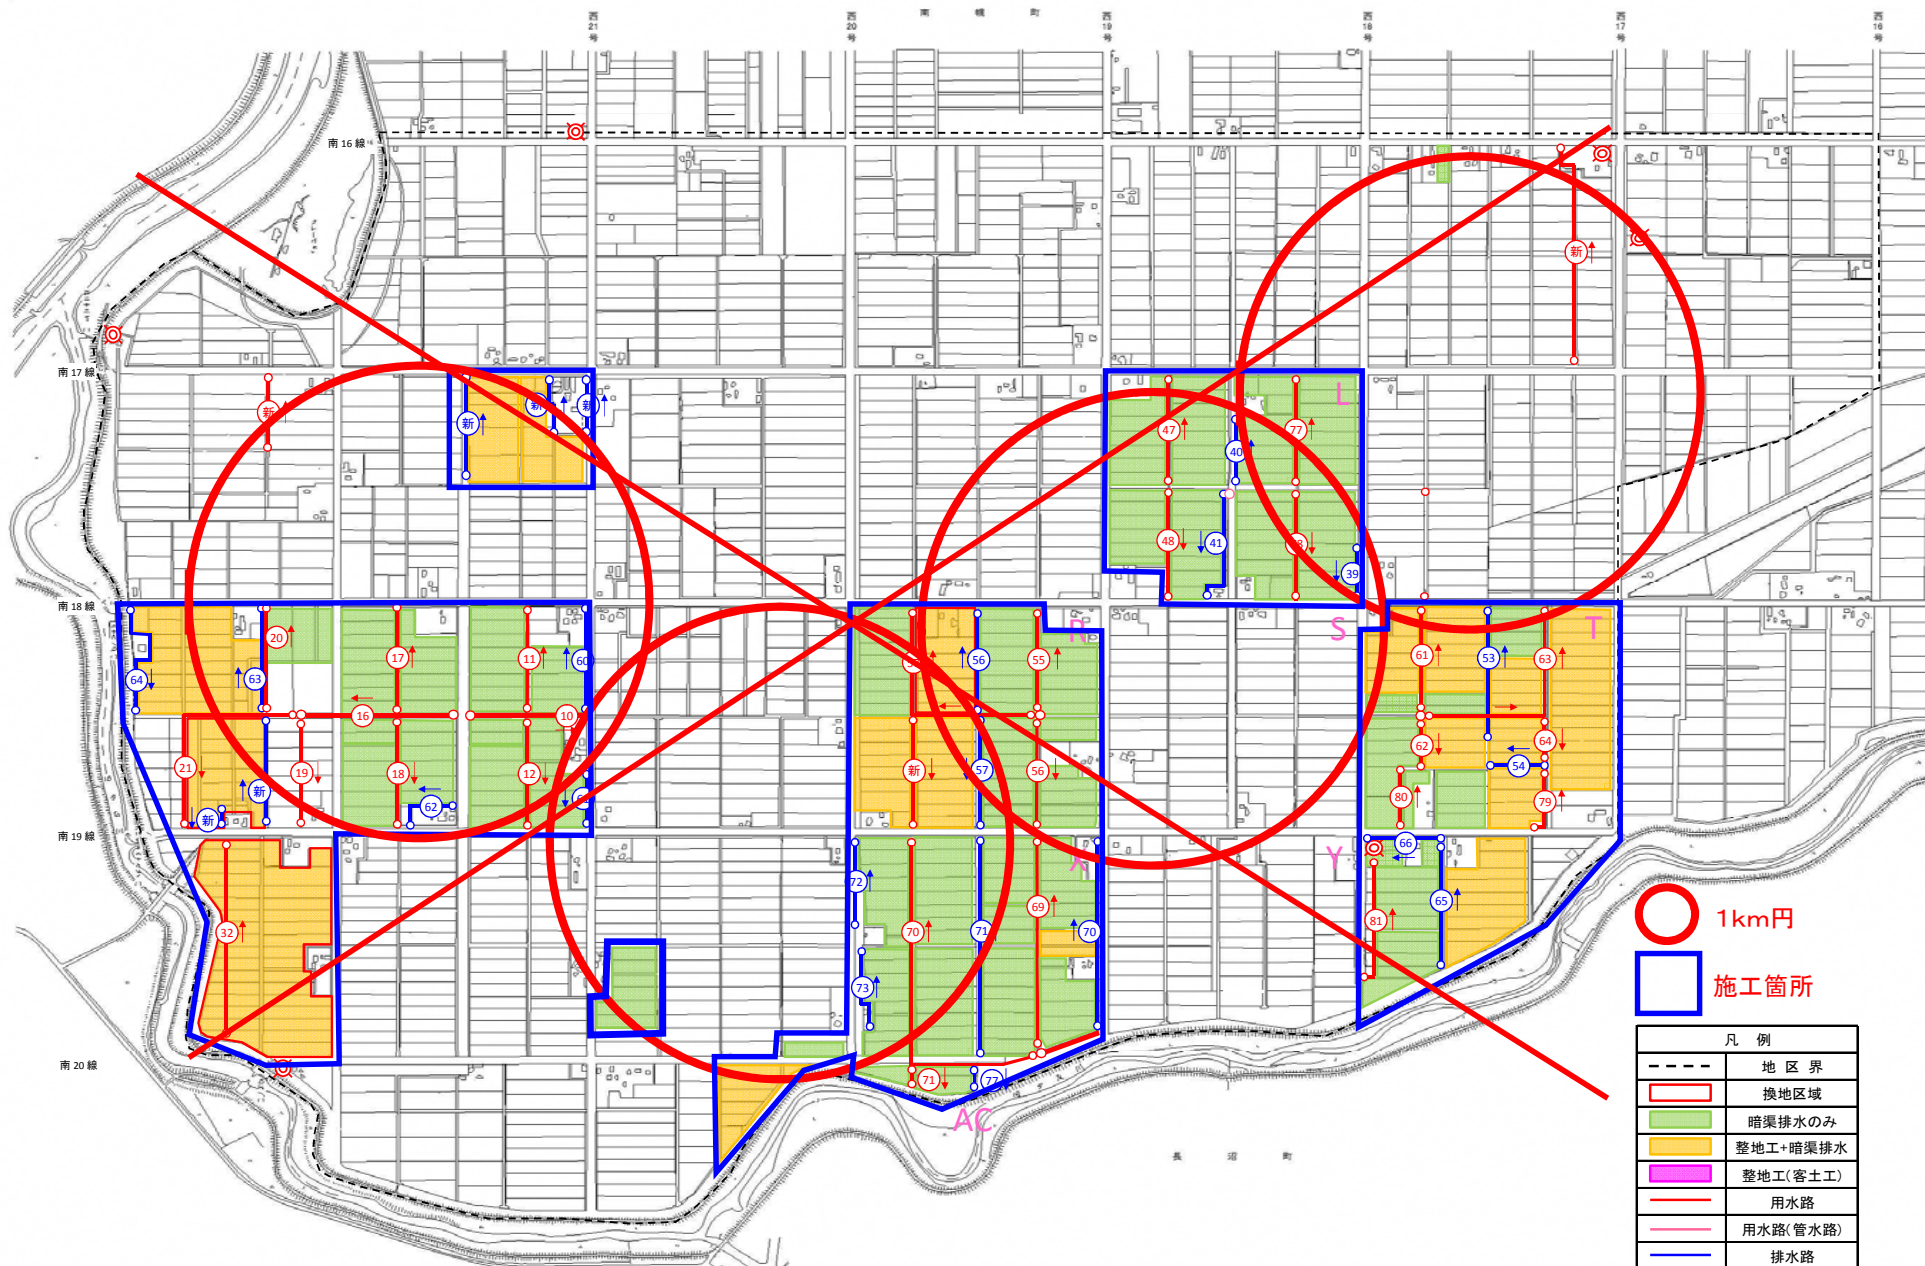 南 幌 町
西21号
西20号
西19号
西18号
西17号
西16号
南16線
新
南17線
新
新
新
新
L
47
77
40
48
41
39
南18線
R
S
T
20
17
11
60
56
55
61
53
63
64
63
16
10
62
64
21
19
18
12
新
57
56
54
62
80
79
新
新
南19線
66
Y
72
70
71
69
70
81
65
32
73
1km円
施工箇所
南20線
71
77
AC
長 沼 町
凡 例
地 区 界
換地区域
暗渠排水のみ
整地工+暗渠排水
整地工(客土工)
用水路
用水路(管水路)
排水路